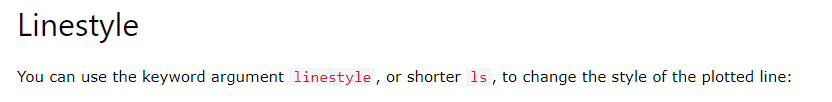 Linestyle
You can use the keyword argument linestyle, or shorter ls, to change the style of the plotted line: